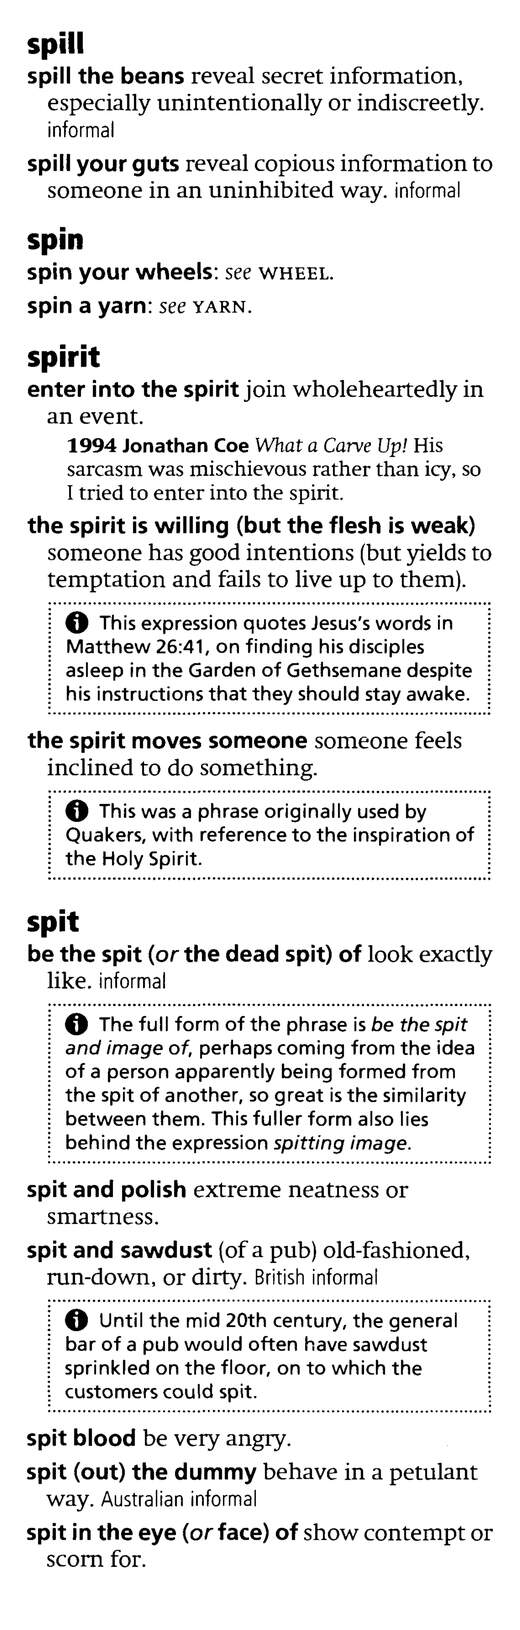 spill
spill the beans reveal secret information,
especially unintentionally or indiscreetly.
informal
spill your guts reveal copious information to
someone in an uninhibited way. informal
spin
spin your wheels: see WHEEL.
spin a yarn: see YARN.
spirit
enter into the spirit join wholeheartedly in
an event.
1994 Jonathan Coe What a Carve Up! His
sarcasm was mischievous rather than icy, so
I tried to enter into the spirit.
the spirit is willing (but the flesh is weak)
someone has good intentions (but yields to
temptation and fails to live up to them).
This expression quotes Jesus's words in
Matthew 26:41, on finding his disciples
asleep in the Garden of Gethsemane despite
his instructions that they should stay awake.
the spirit moves someone someone feels
inclined to do something.
This was a phrase originally used by
Quakers, with reference to the inspiration of
the Holy Spirit.
spit
be the spit (or the dead spit) of look exactly
like. informal
The full form of the phrase is be the spit
and image of, perhaps coming from the idea
of a person apparently being formed from
the spit of another, so great is the similarity
between them. This fuller form also lies
behind the expression spitting image.
spit and polish extreme neatness or
smartness.
spit and sawdust (of a pub) old-fashioned,
run-down, or dirty. British informal
Until the mid 20th century, the general
bar of a pub would often have sawdust
sprinkled on the floor, on to which the
customers could spit.
spit blood be very angry.
spit (out) the dummy behave in a petulant
way. Australian informal
spit in the eye (or face) of show contempt or
scorn for.